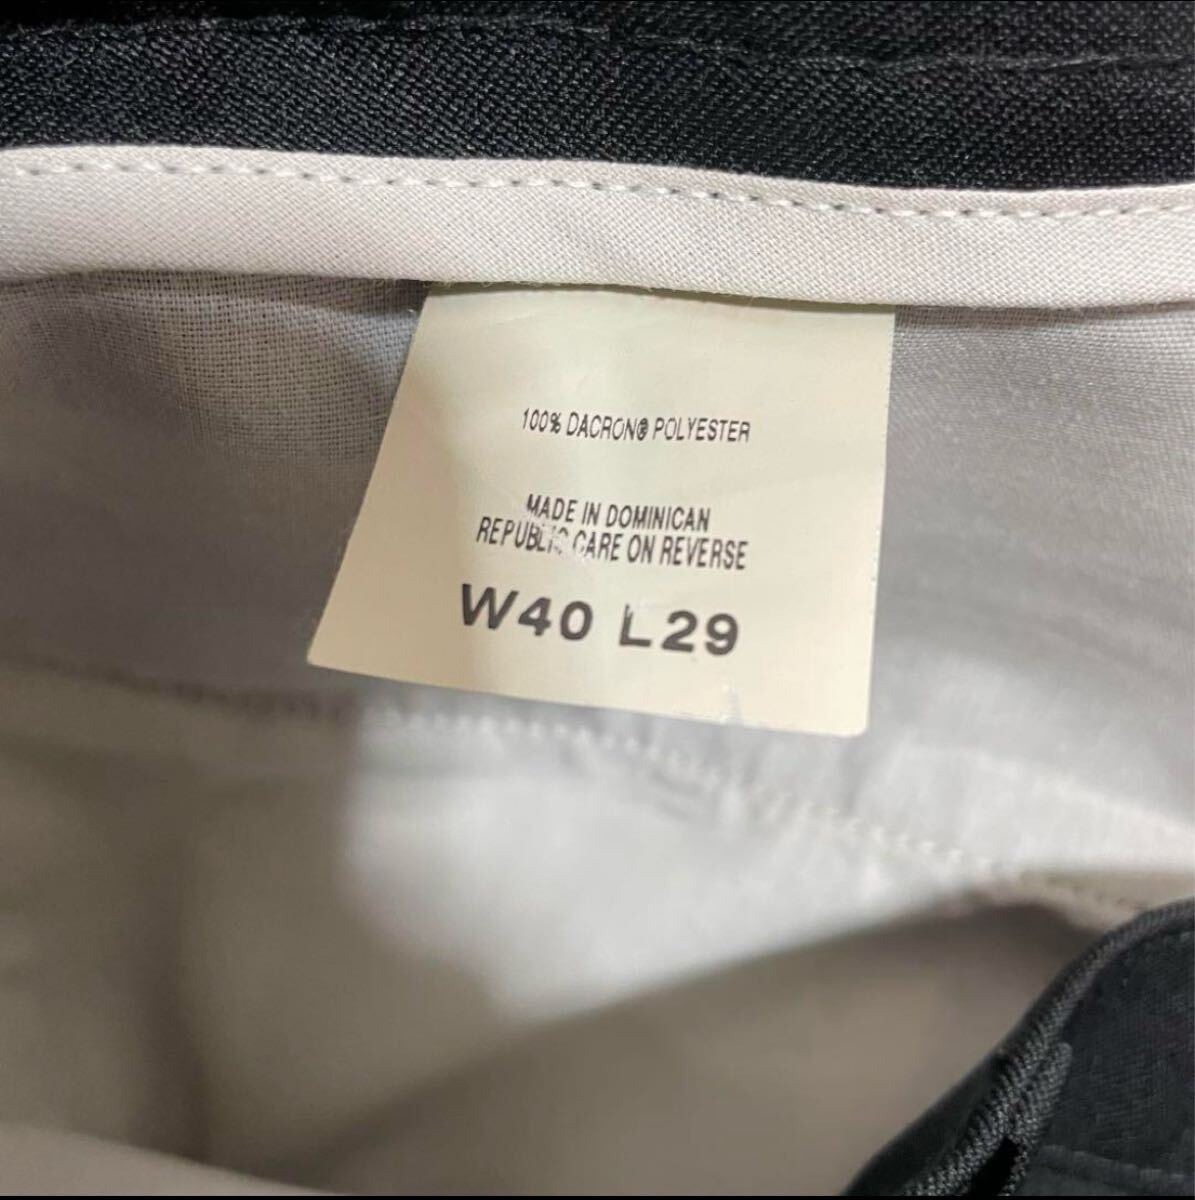 100% DACRON® POLYESTER
MADE IN DOMINICAN
REPUBLIC CARE ON REVERSE
W40 L29